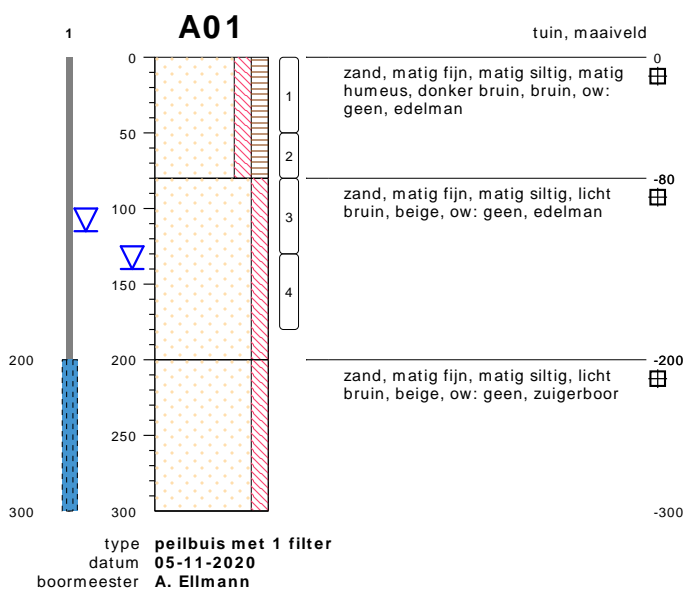 A01
1
tuin, maaiveld
0
50
100
150
200
250
300
200
300
1
2
3
4
0
zand, matig fijn, matig siltig, matig
humeus, donker bruin, bruin, ow:
geen, edelman
-80
zand, matig fijn, matig siltig, licht
bruin, beige, ow: geen, edelman
-200
zand, matig fijn, matig siltig, licht
bruin, beige, ow: geen, zuigerboor
-300
type peilbuis met 1 filter
datum 05-11-2020
boormeester A. Ellmann